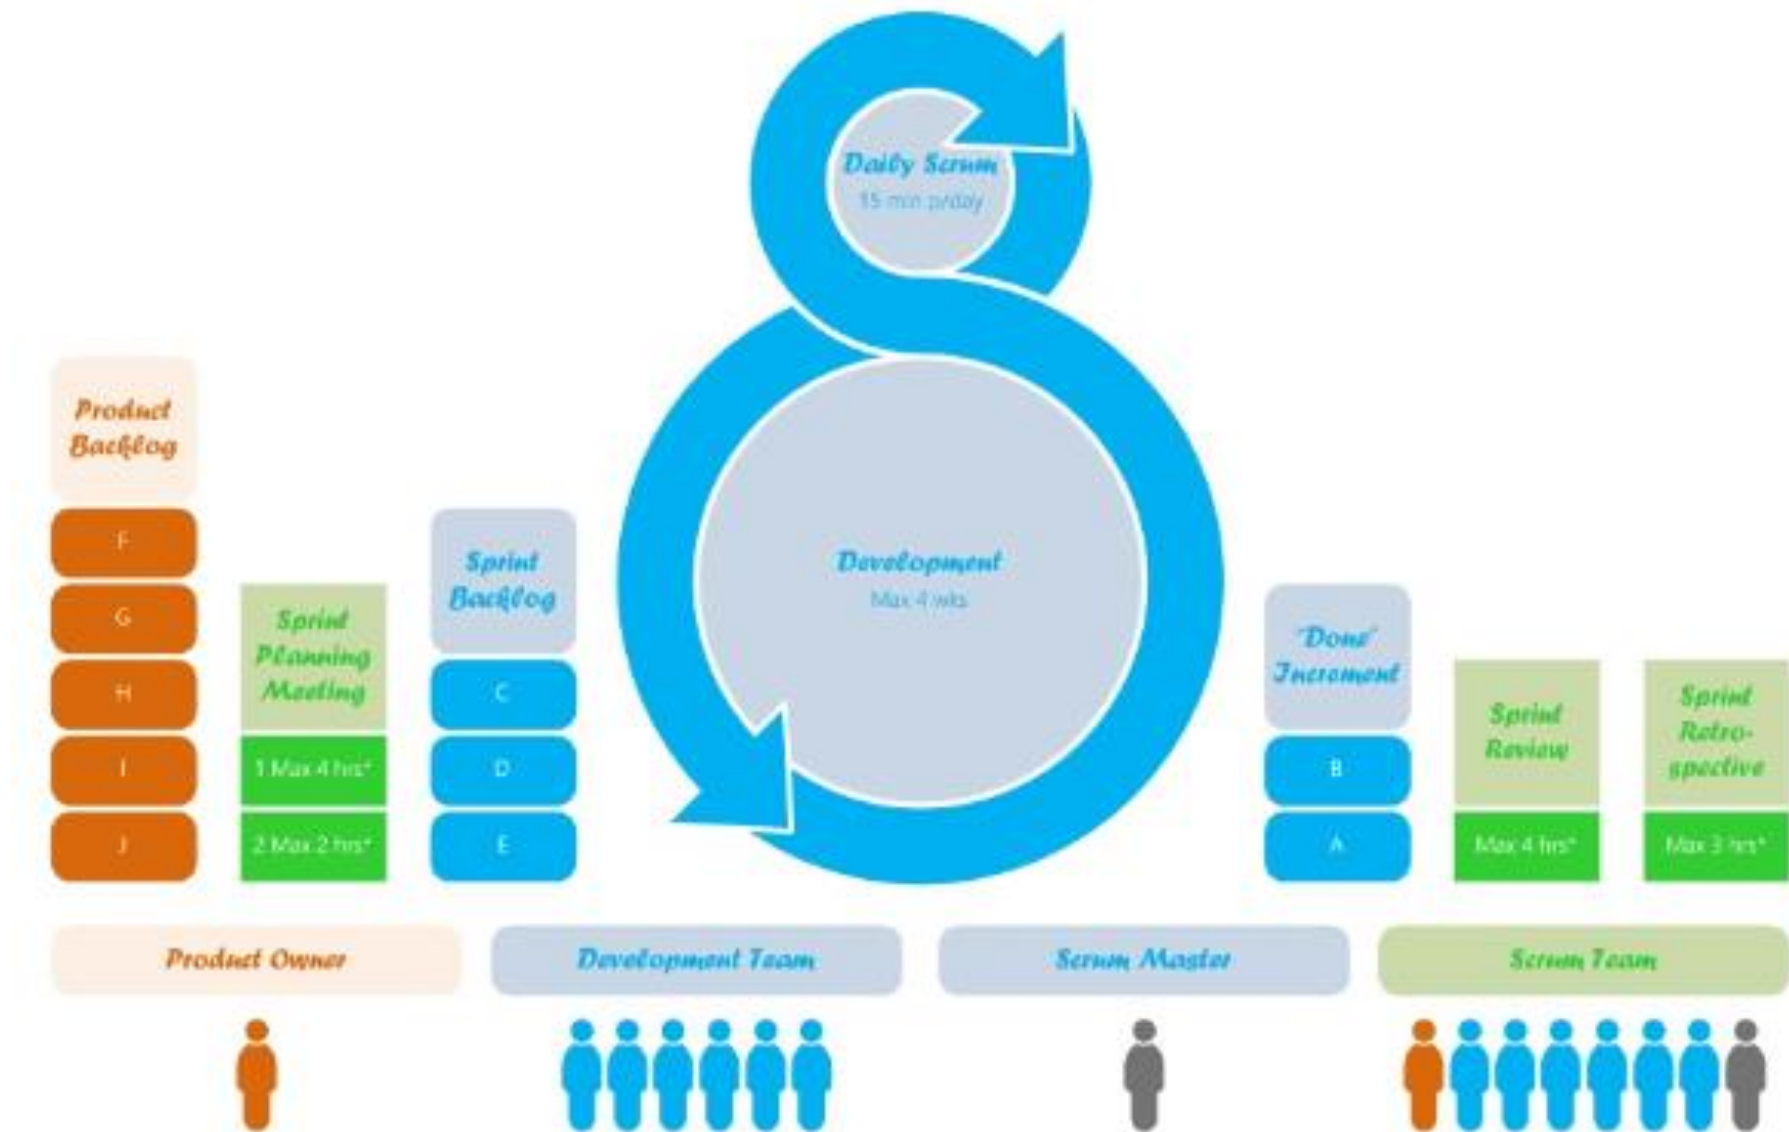 Daily Scrum
15 min p/day
Product
Backlog
F
G
H
I
J
Sprint
Planning
Meeting
1 Max 4 hrs*
2 Max 2 hrs*
Sprint
Backlog
C
D
E
Development
Max 4 wks
"Done"
Increment
B
A
Sprint
Review
Max 4 hrs*
Sprint
Retro-
spective
Max 3 hrs*
Product Owner
Development Team
Scrum Master
Scrum Team